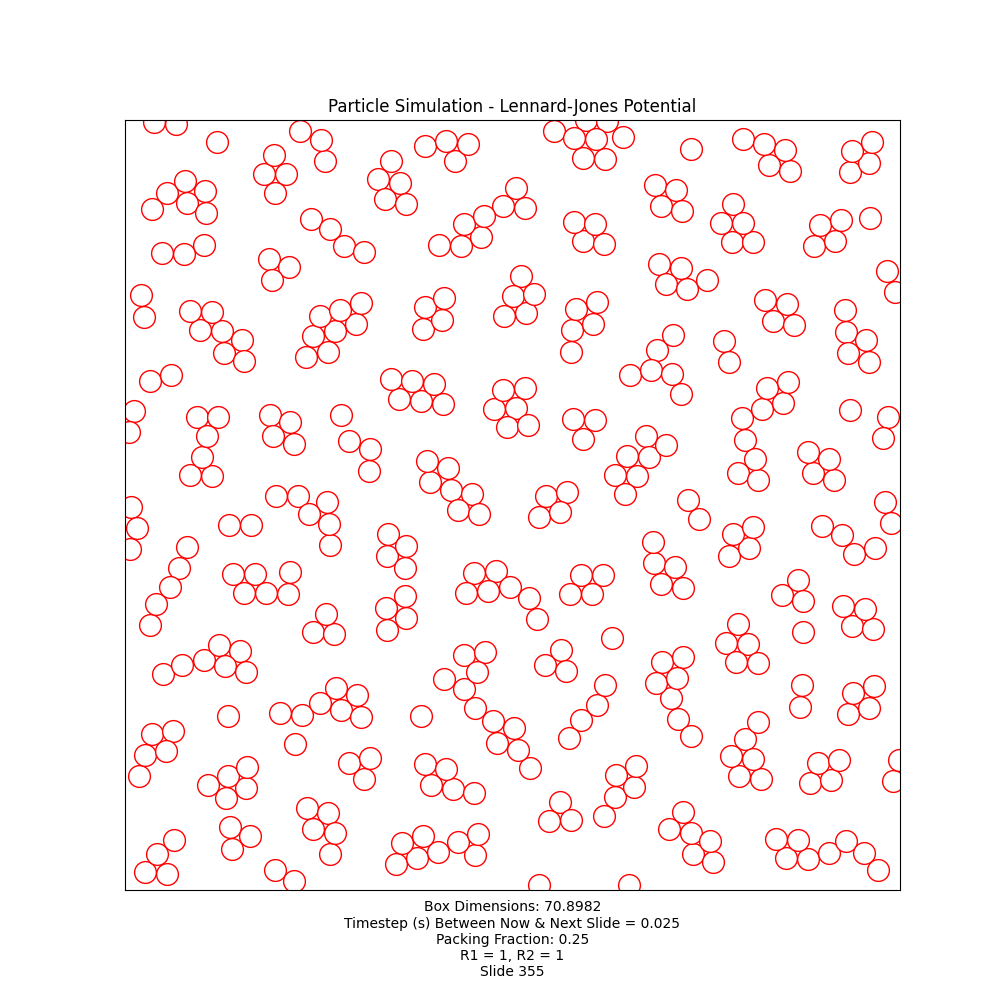 Particle Simulation - Lennard-Jones Potential
Box Dimensions: 70.8982
Timestep (s) Between Now & Next Slide = 0.025
Packing Fraction: 0.25
R1 = 1, R2 = 1
Slide 355